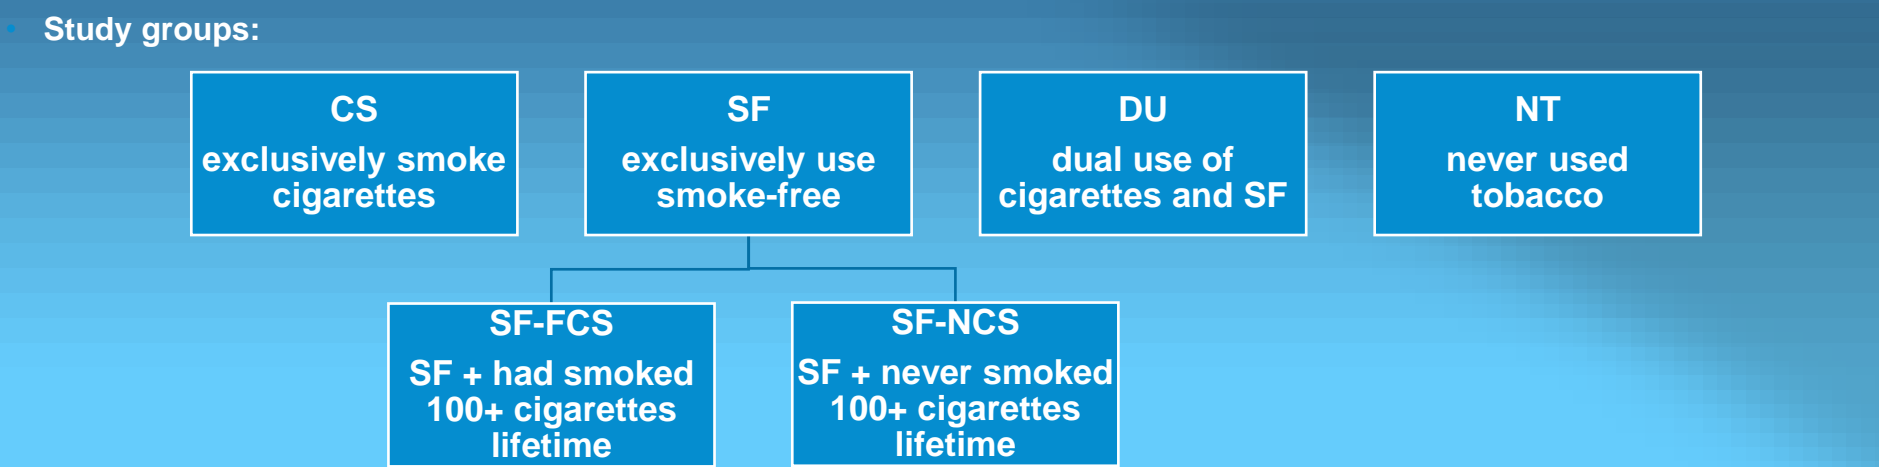 • Study groups:
CS
exclusively smoke
cigarettes
SF
exclusively use
smoke-free
DU
dual use of
cigarettes and SF
NT
never used
tobacco
SF-FCS
SF + had smoked
100+ cigarettes
lifetime
SF-NCS
SF + never smoked
100+ cigarettes
lifetime